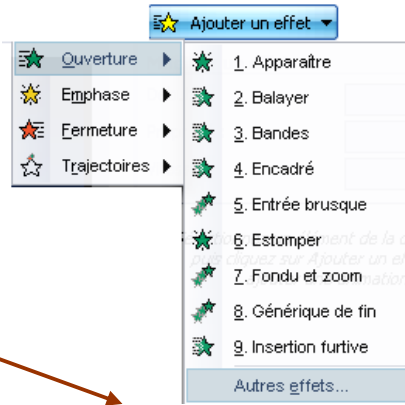 Ajouter un effet
Ouverture
Emphase
Fermeture
Trajectoires
1. Apparaître
2. Balayer
3. Bandes
4. Encadré
5. Entrée brusque
6. Estomper
7. Fondu et zoom
8. Générique de fin
9. Insertion furtive
Autres effets...